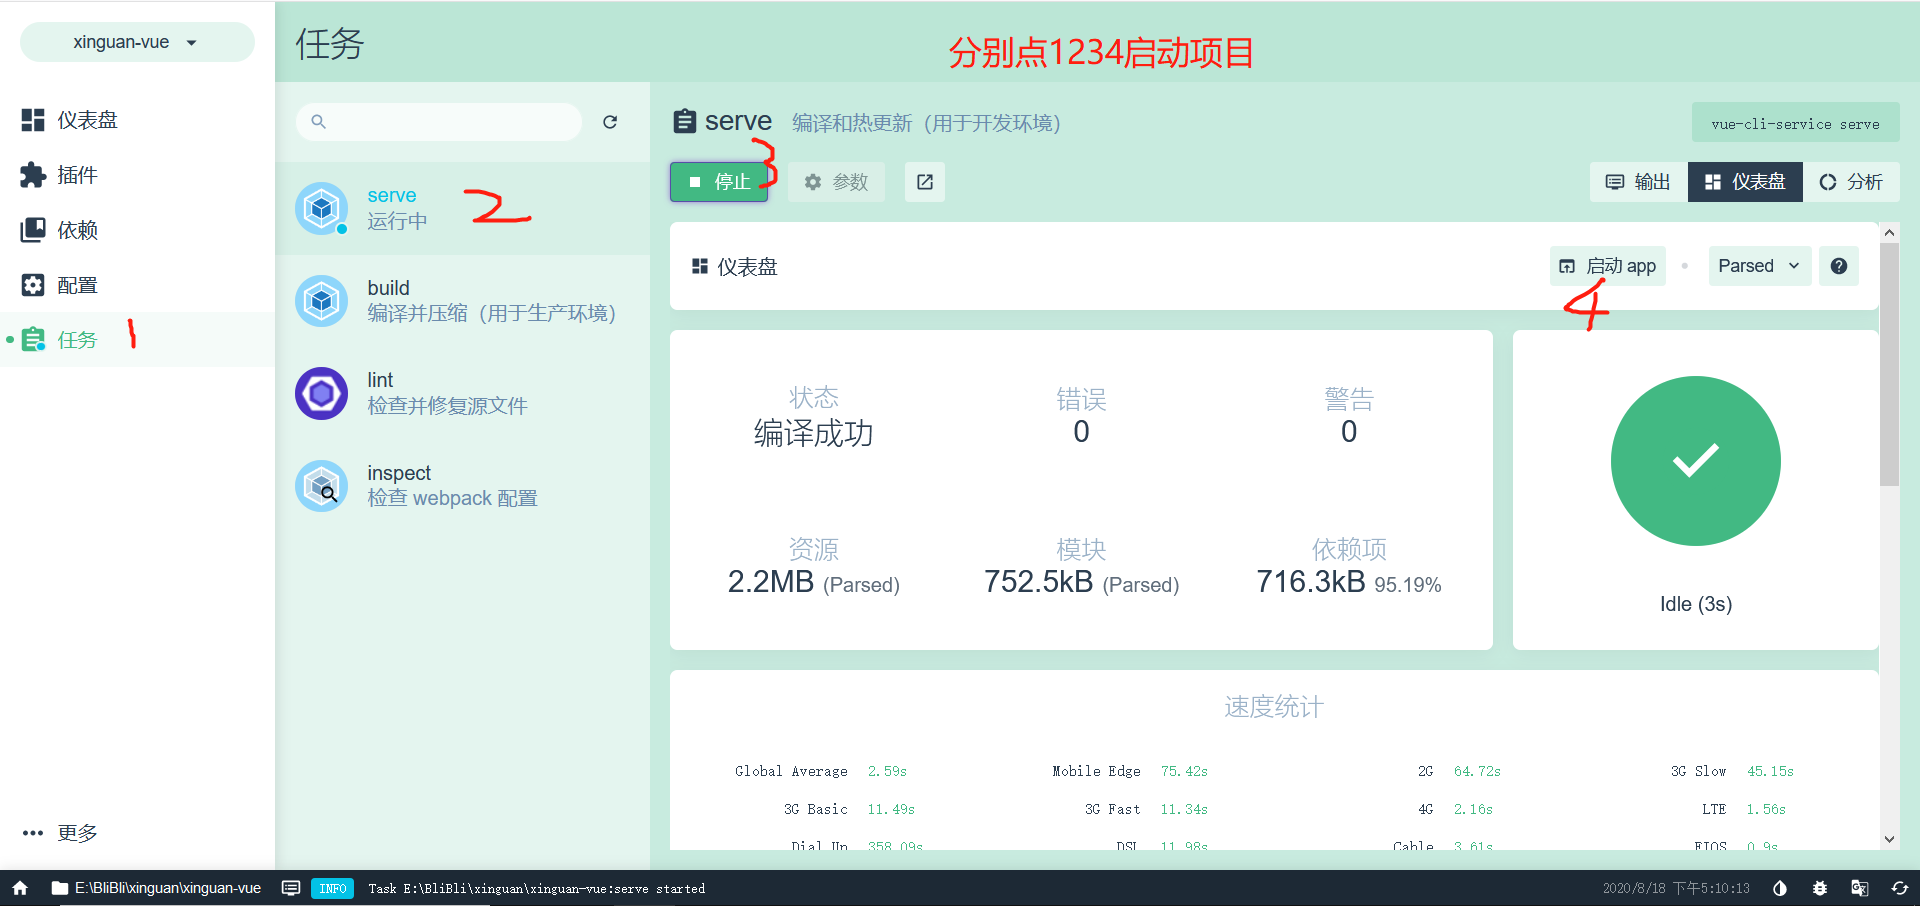 xinguan-vue
仪表盘
插件
依赖
配置
任务
1
更多
任务
分别点1234启动项目
serve
运行中
2
build
编译并压缩（用于生产环境）
lint
检查并修复源文件
inspect
检查 webpack 配置
serve 编译和热更新（用于开发环境）
vue-cli-service serve
停止
3
参数
输出
仪表盘
分析
仪表盘
启动 app
Parsed
4
状态
编译成功
错误
0
警告
0
资源
2.2MB (Parsed)
模块
752.5kB (Parsed)
依赖项
716.3kB 95.19%
Idle (3s)
速度统计
Global Average 2.59s
Mobile Edge 75.42s
2G 64.72s
3G Slow 45.15s
3G Basic 11.49s
3G Fast 11.34s
4G 2.16s
LTE 1.56s
Dial Up 358.09s
DSL 11.98s
Cable 3.61s
FIOS 0.9s
E:\BliBli\xinguan\xinguan-vue
INFO
Task E:\BliBli\xinguan\xinguan-vue:serve started
2020/8/18 下午5:10:13